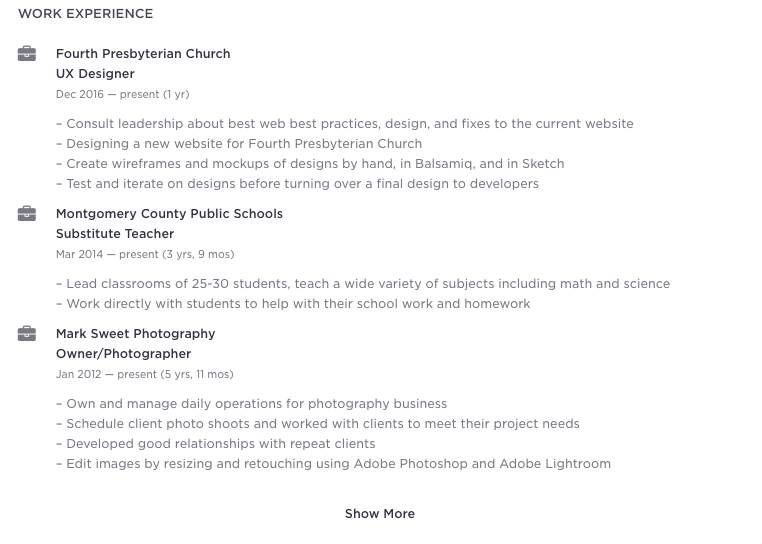 WORK EXPERIENCE
Fourth Presbyterian Church
UX Designer
Dec 2016 — present (1 yr)
– Consult leadership about best web best practices, design, and fixes to the current website
– Designing a new website for Fourth Presbyterian Church
– Create wireframes and mockups of designs by hand, in Balsamiq, and in Sketch
– Test and iterate on designs before turning over a final design to developers
Montgomery County Public Schools
Substitute Teacher
Mar 2014 — present (3 yrs, 9 mos)
– Lead classrooms of 25-30 students, teach a wide variety of subjects including math and science
– Work directly with students to help with their school work and homework
Mark Sweet Photography
Owner/Photographer
Jan 2012 — present (5 yrs, 11 mos)
– Own and manage daily operations for photography business
– Schedule client photo shoots and worked with clients to meet their project needs
– Developed good relationships with repeat clients
– Edit images by resizing and retouching using Adobe Photoshop and Adobe Lightroom
Show More